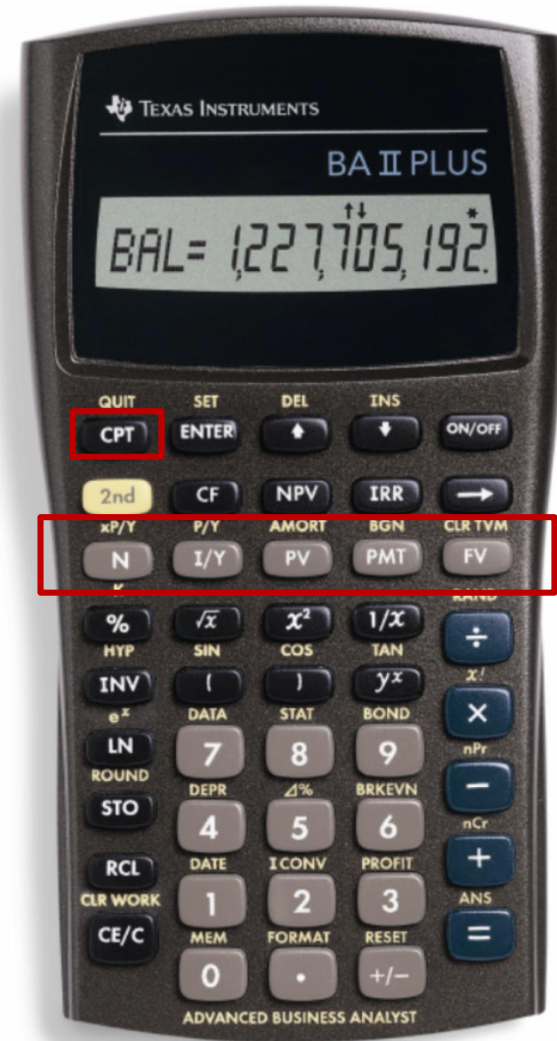 TEXAS INSTRUMENTS
BA II PLUS
BAL= 1,227,705,192.
QUIT SET DEL INS
CPT ENTER ON/OFF
2nd CF NPV IRR
xP/Y P/Y AMORT BGN CLR TVM
N I/Y PV PMT FV
RAND
% √x x² 1/x ÷
HYP SIN COS TAN x!
INV ( ) yˣ ×
eˣ DATA STAT BOND nPr
LN 7 8 9 −
ROUND DEPR Δ% BRKEVN nCr
STO 4 5 6 +
RCL DATE I CONV PROFIT ANS
CLR WORK 1 2 3 =
CE/C MEM FORMAT RESET
0 . +/−
ADVANCED BUSINESS ANALYST